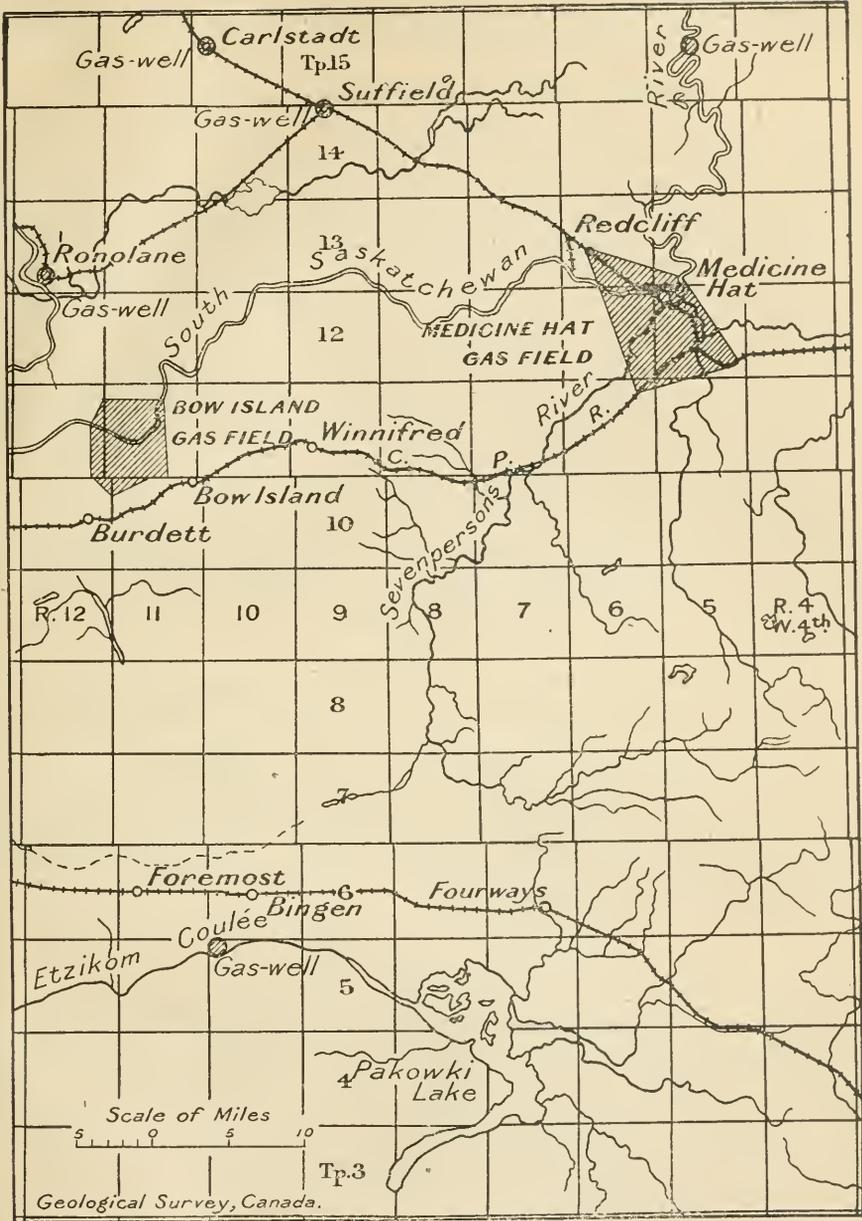 Carlstadt
Gas-well
Tp.15
River
Gas-well
Suffield
Gas-well
14
Redcliff
13
Ronolane
Saskatchewan
Medicine
Hat
Gas-well
South
12
MEDICINE HAT
GAS FIELD
River
BOW ISLAND
GAS FIELD
Winnifred
R.
C.
P.
Bow Island
10
Burdett
Sevenpersons
R. 12
11
10
9
8
7
6
5
R. 4
W. 4th
8
7
Foremost
6
Fourways
Bingen
Coulée
Etzikom
Gas-well
5
4
Pakowki
Lake
Scale of Miles
5 0 5 10
Tp.3
Geological Survey, Canada.